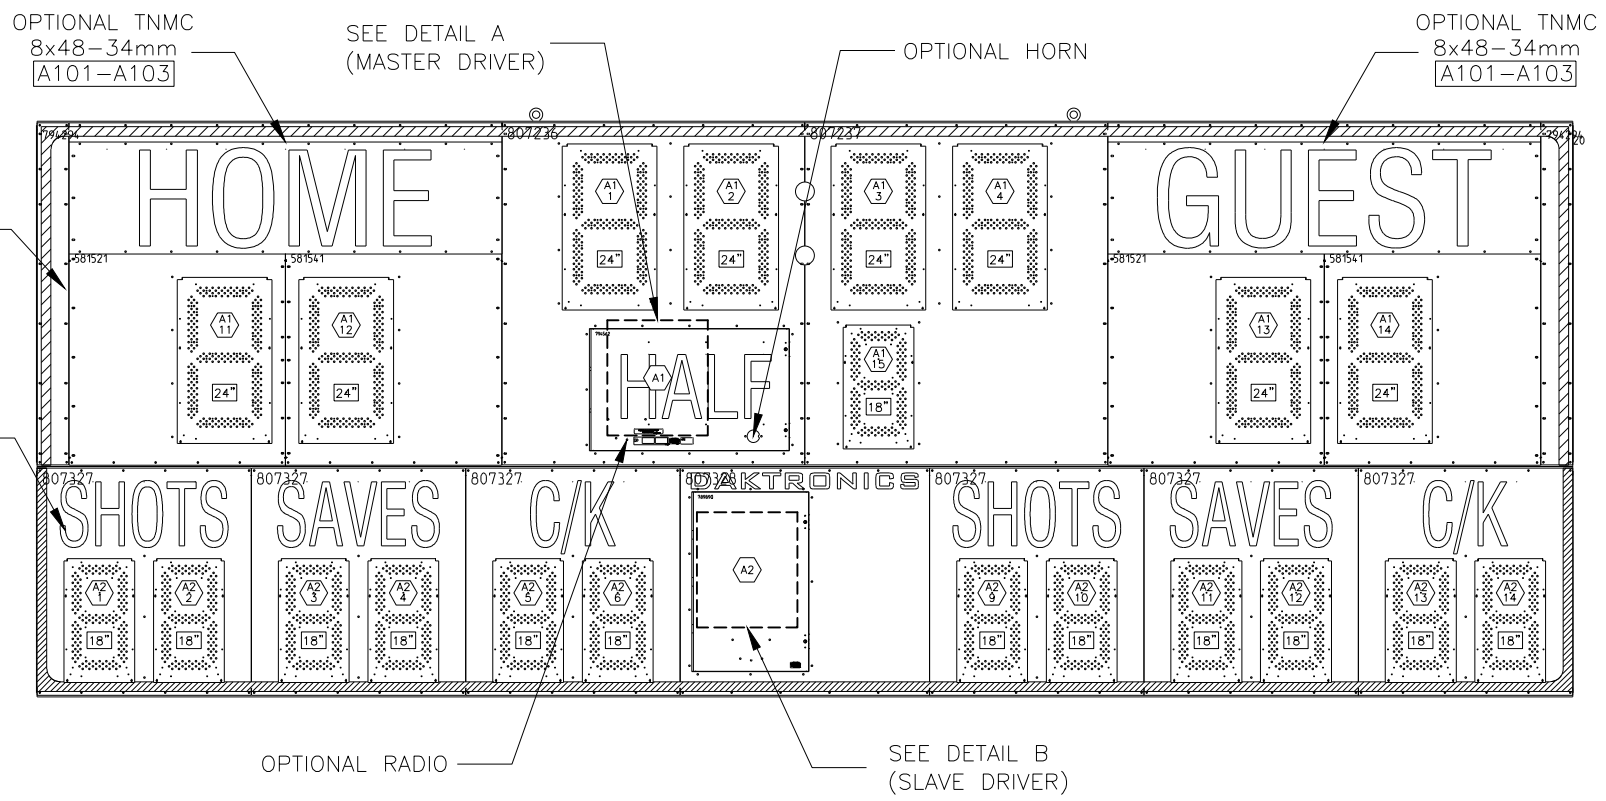 OPTIONAL TNMC
8x48-34mm
A101-A103
SEE DETAIL A
(MASTER DRIVER)
OPTIONAL HORN
OPTIONAL TNMC
8x48-34mm
A101-A103
807236
807237
HOME
GUEST
A1
1
24"
A1
2
24"
A1
3
24"
A1
4
24"
581521
581541
581521
581541
A1
11
24"
A1
12
24"
HALF
A1
A1
15
18"
A1
13
24"
A1
14
24"
807327
807327
807327
DAKTRONICS
807327
807327
807327
SHOTS
SAVES
C/K
SHOTS
SAVES
C/K
A2
1
18"
A2
2
18"
A2
3
18"
A2
4
18"
A2
5
18"
A2
6
18"
A2
A2
9
18"
A2
10
18"
A2
11
18"
A2
12
18"
A2
13
18"
A2
14
18"
OPTIONAL RADIO
SEE DETAIL B
(SLAVE DRIVER)